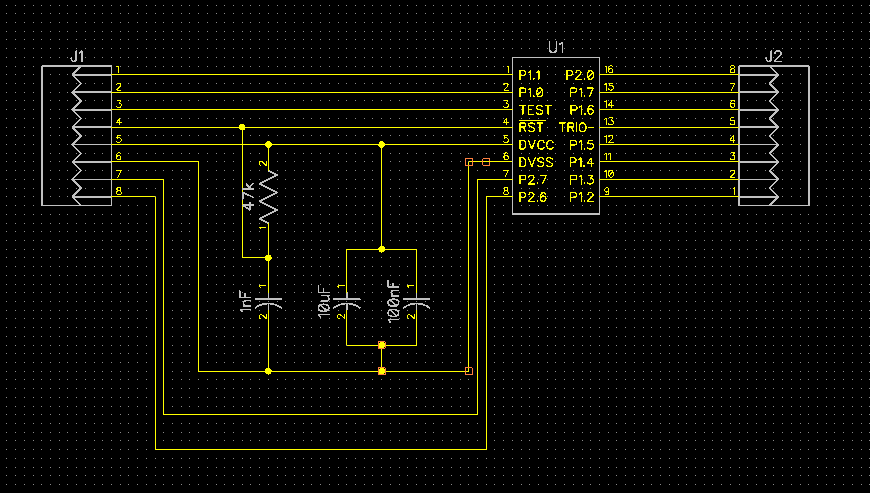 J1
U1
J2
1 1 P1.1 P2.0 16 8
2 2 P1.0 P1.7 15 7
3 3 TEST P1.6 14 6
4 4 RST TRIO- 13 5
5 5 DVCC P1.5 12 4
6 6 DVSS P1.4 11 3
7 7 P2.7 P1.3 10 2
8 8 P2.6 P1.2 9 1
2
47k
1
1 1 1
1nF 10uF 100nF
2 2 2